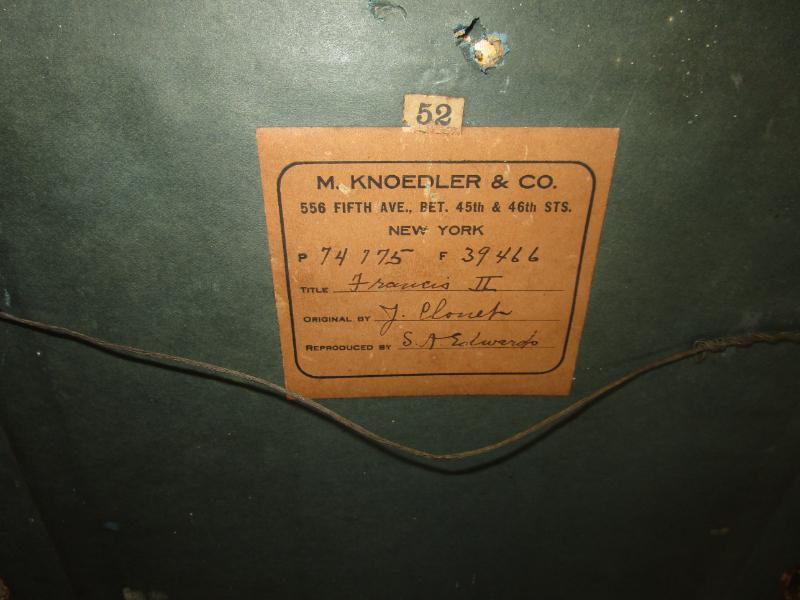 52
M. KNOEDLER & CO.
556 FIFTH AVE., BET. 45th & 46th STS.
NEW YORK
P 74775 F 39466
TITLE Francis II
ORIGINAL BY J. Plouet
REPRODUCED BY S. A Edwards